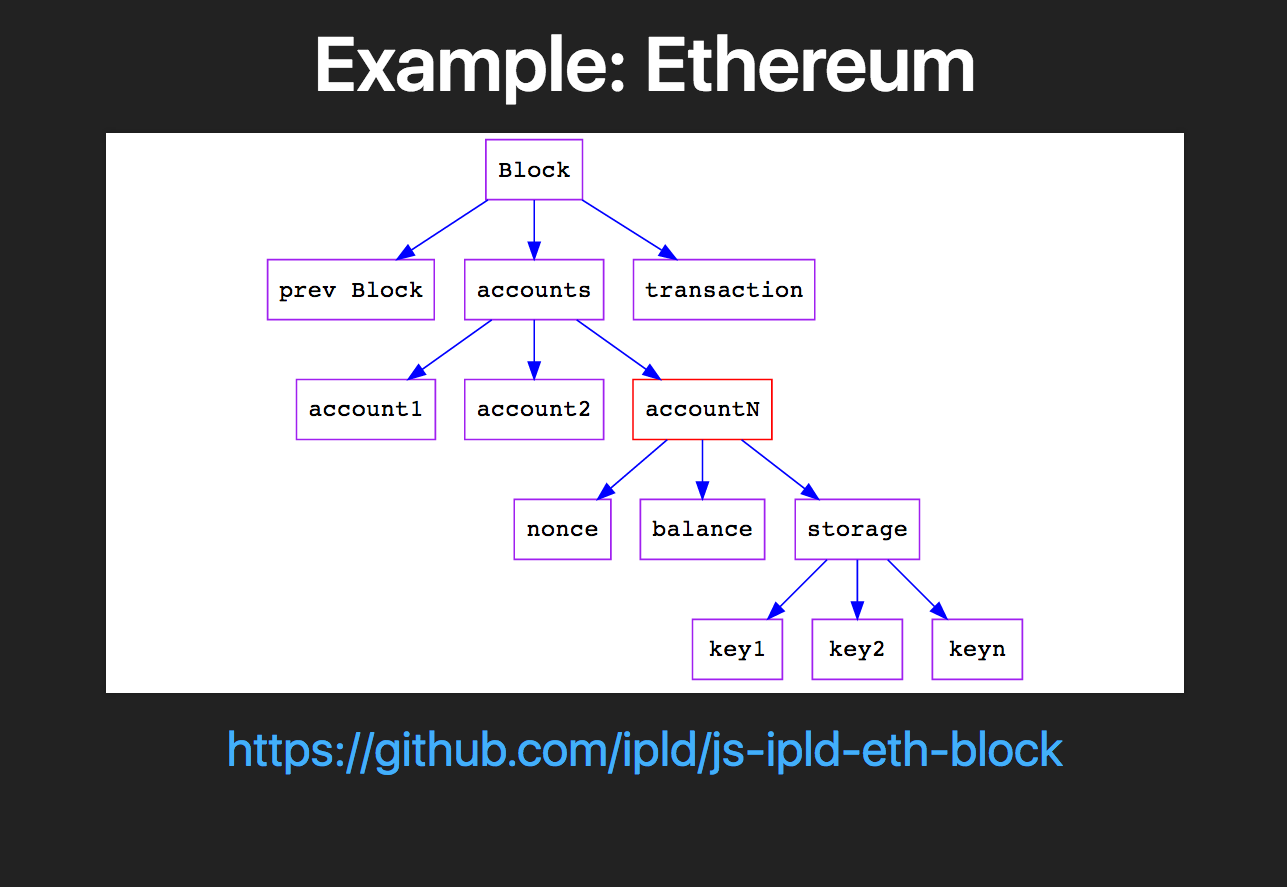 Example: Ethereum
Block
prev Block
accounts
transaction
account1
account2
accountN
nonce
balance
storage
key1
key2
keyn
https://github.com/ipld/js-ipld-eth-block